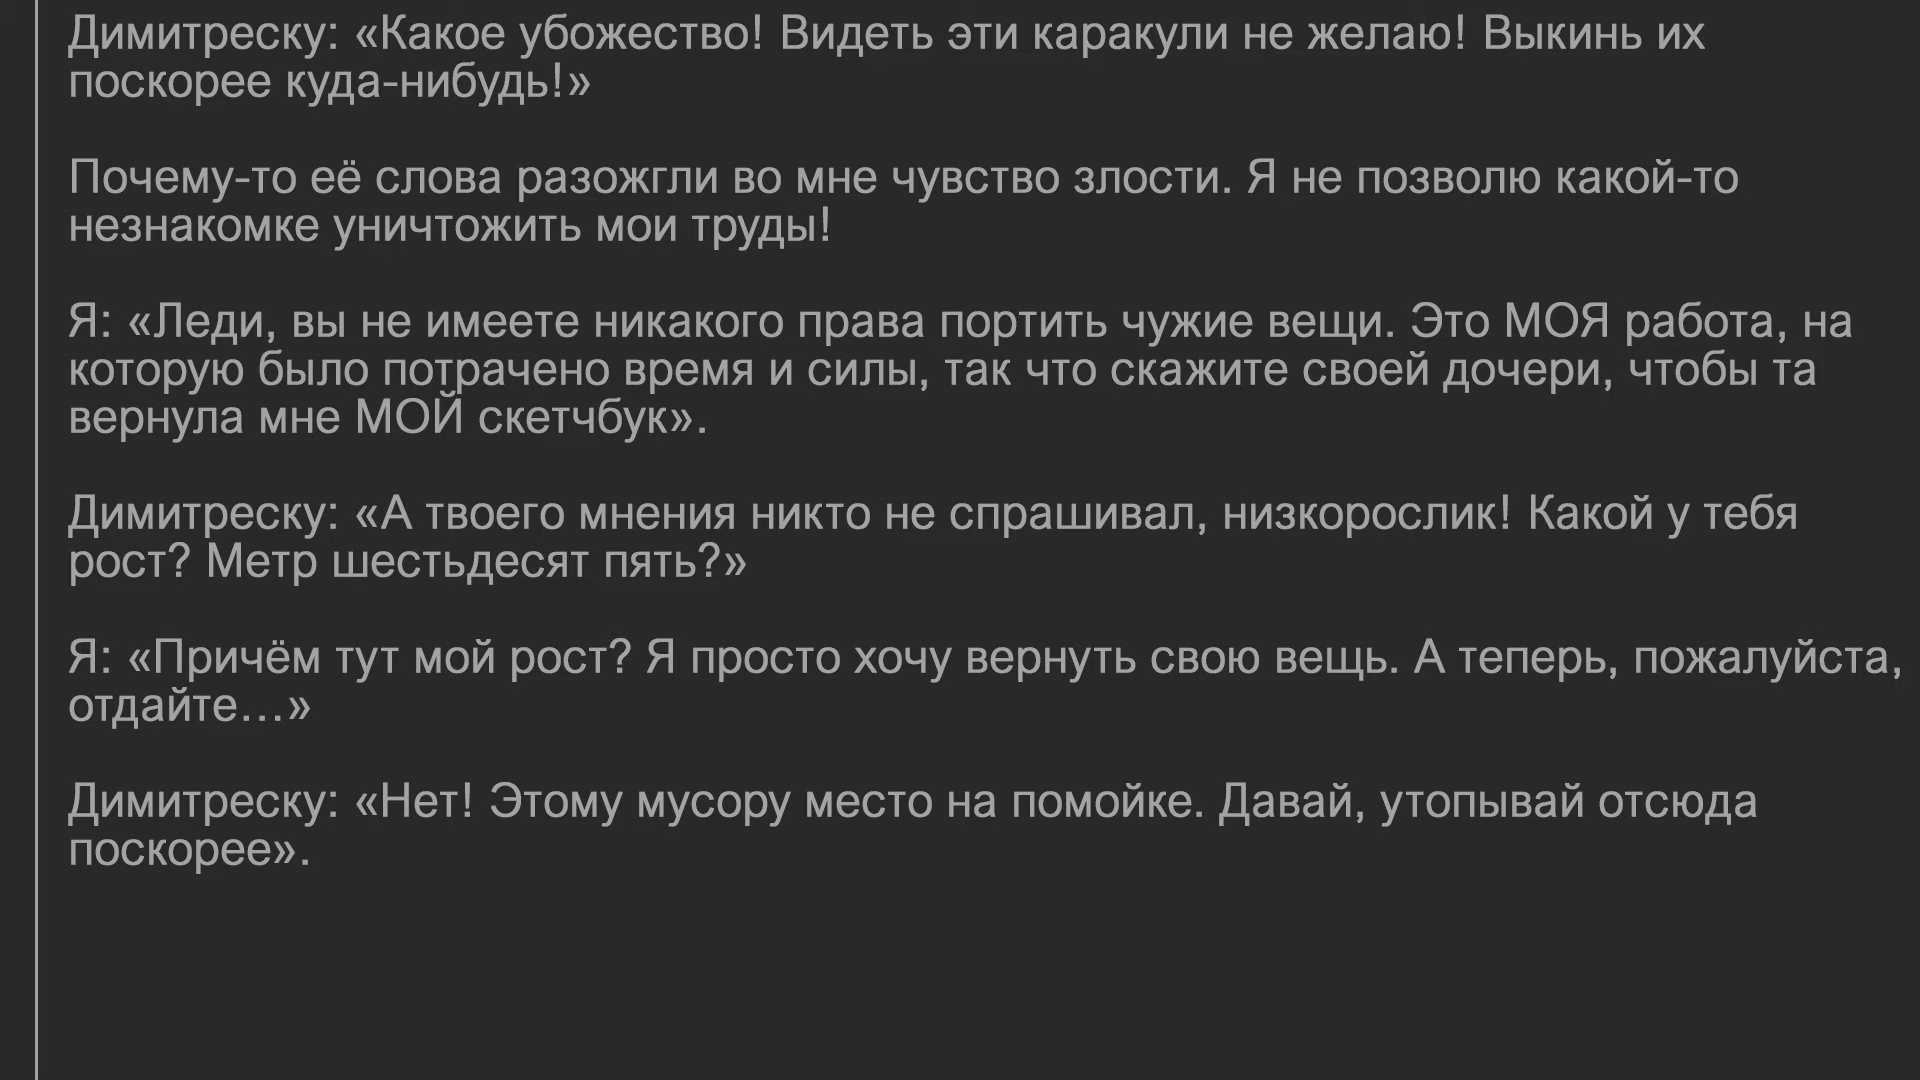 Димитреску: «Какое убожество! Видеть эти каракули не желаю! Выкинь их
поскорее куда-нибудь!»
Почему-то её слова разожгли во мне чувство злости. Я не позволю какой-то
незнакомке уничтожить мои труды!
Я: «Леди, вы не имеете никакого права портить чужие вещи. Это МОЯ работа, на
которую было потрачено время и силы, так что скажите своей дочери, чтобы та
вернула мне МОЙ скетчбук».
Димитреску: «А твоего мнения никто не спрашивал, низкорослик! Какой у тебя
рост? Метр шестьдесят пять?»
Я: «Причём тут мой рост? Я просто хочу вернуть свою вещь. А теперь, пожалуйста,
отдайте…»
Димитреску: «Нет! Этому мусору место на помойке. Давай, утопывай отсюда
поскорее».